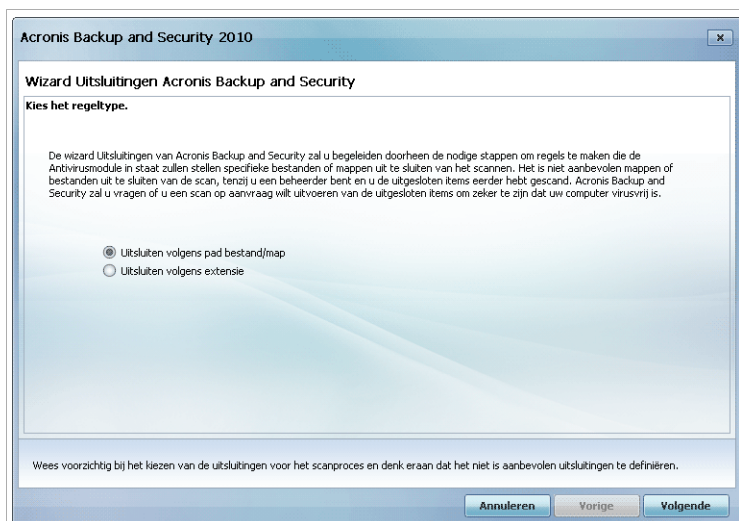 Acronis Backup and Security 2010
x
Wizard Uitsluitingen Acronis Backup and Security
Kies het regeltype.
De wizard Uitsluitingen van Acronis Backup and Security zal u begeleiden doorheen de nodige stappen om regels te maken die de
Antivirusmodule in staat zullen stellen specifieke bestanden of mappen uit te sluiten van het scannen. Het is niet aanbevolen mappen of
bestanden uit te sluiten van de scan, tenzij u een beheerder bent en u de uitgesloten items eerder hebt gescand. Acronis Backup and
Security zal u vragen of u een scan op aanvraag wilt uitvoeren van de uitgesloten items om zeker te zijn dat uw computer virusvrij is.
Uitsluiten volgens pad bestand/map
Uitsluiten volgens extensie
Wees voorzichtig bij het kiezen van de uitsluitingen voor het scanproces en denk eraan dat het niet is aanbevolen uitsluitingen te definiëren.
Annuleren Vorige Volgende